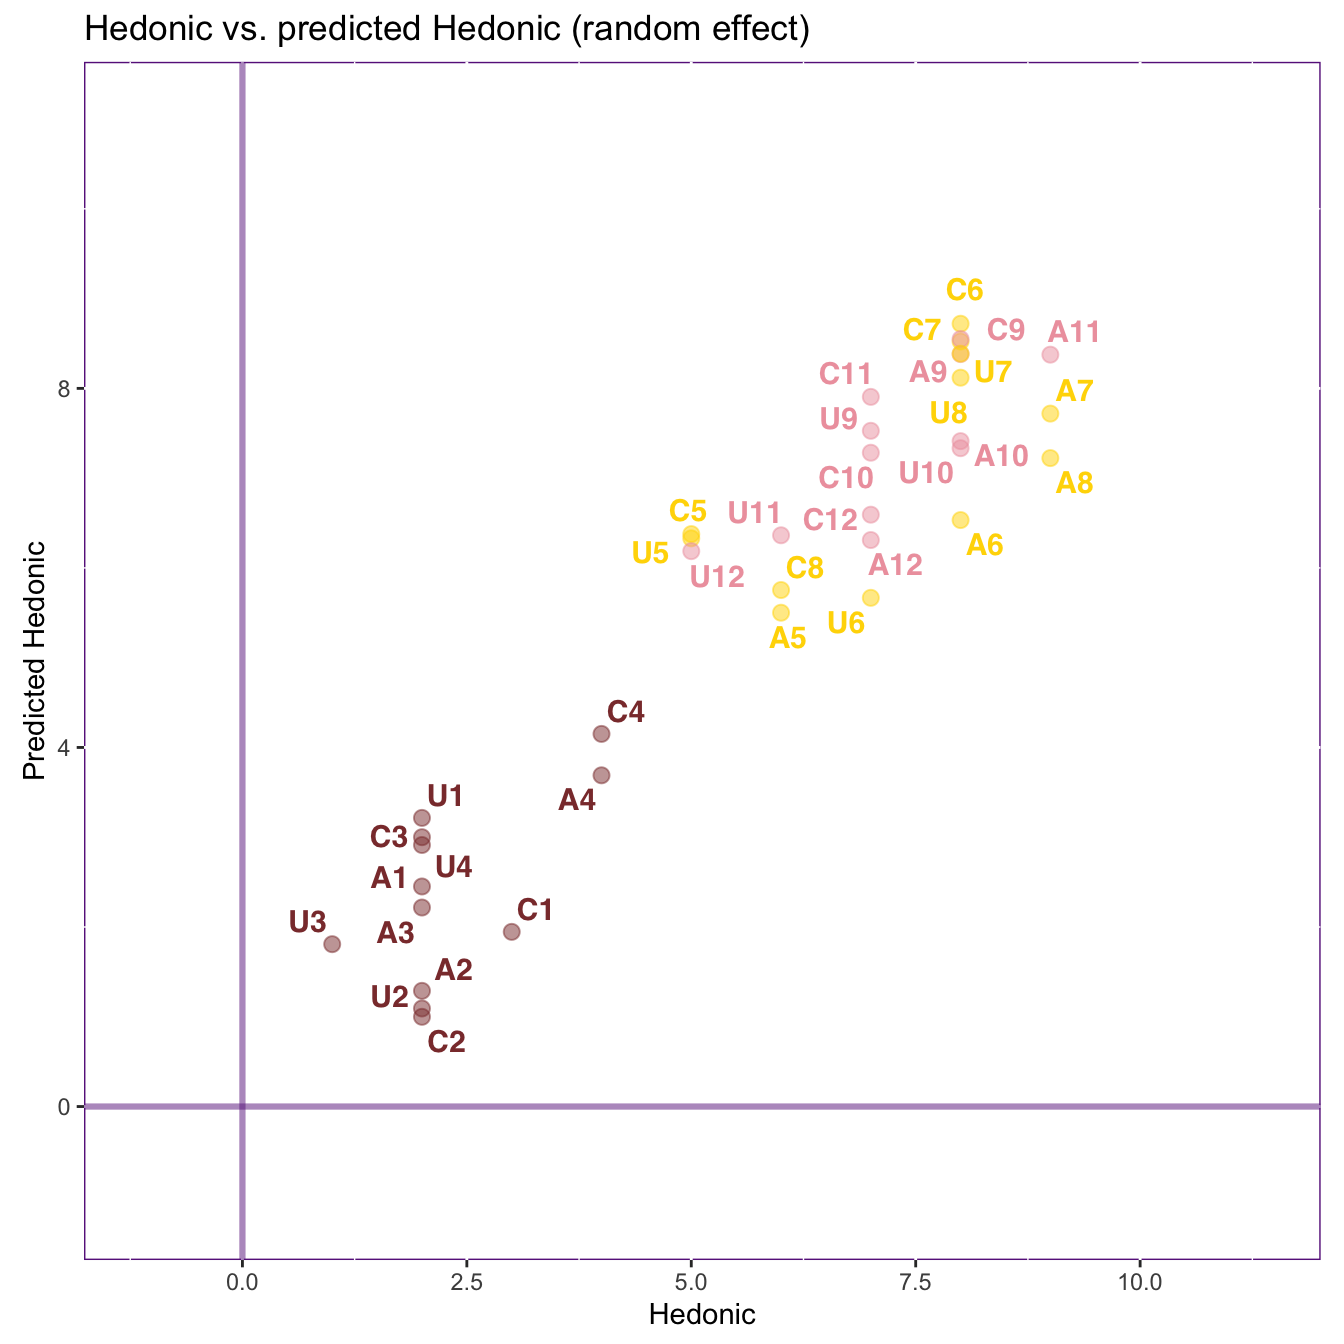 Hedonic vs. predicted Hedonic (random effect)
C6
C7
C9
A11
C11
A9
U7
A7
U9
U8
C10
U10
A10
A8
C5
U11
C12
A6
U5
U12
C8
A12
A5
U6
C4
A4
U1
C3
U4
A1
U3
A3
C1
A2
U2
C2
8
4
0
0.0
2.5
5.0
7.5
10.0
Hedonic
Predicted Hedonic